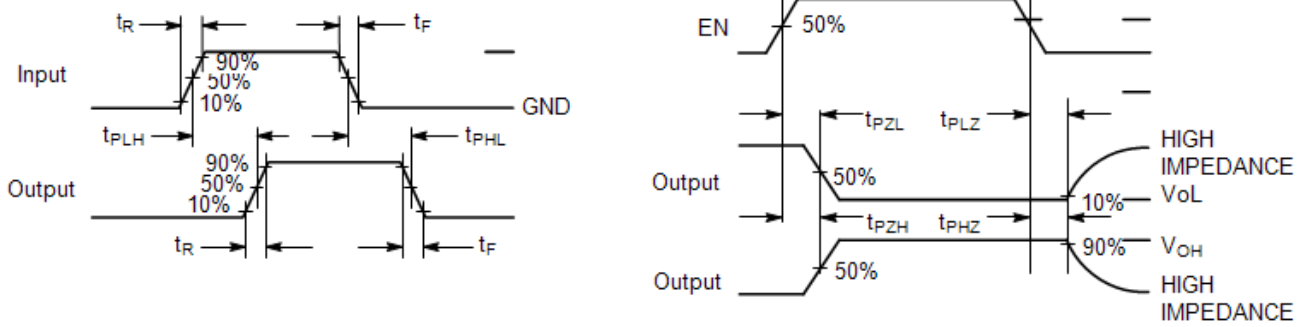 tR
tF
Input
90%
50%
10%
GND
tPLH
tPHL
Output
90%
50%
10%
tR
tF
EN
50%
tPZL
tPLZ
Output
50%
10%
HIGH
IMPEDANCE
VoL
tPZH
tPHZ
Output
50%
90%
VOH
HIGH
IMPEDANCE